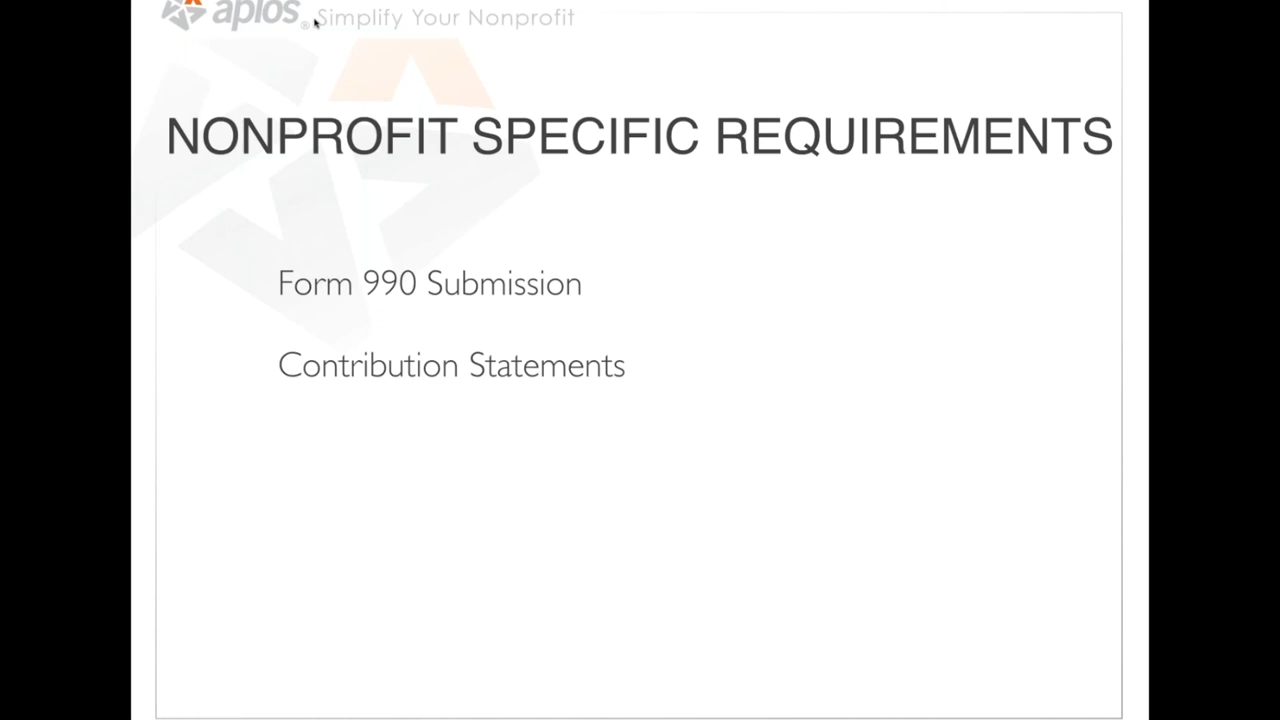 aplos® Simplify Your Nonprofit
NONPROFIT SPECIFIC REQUIREMENTS
Form 990 Submission
Contribution Statements